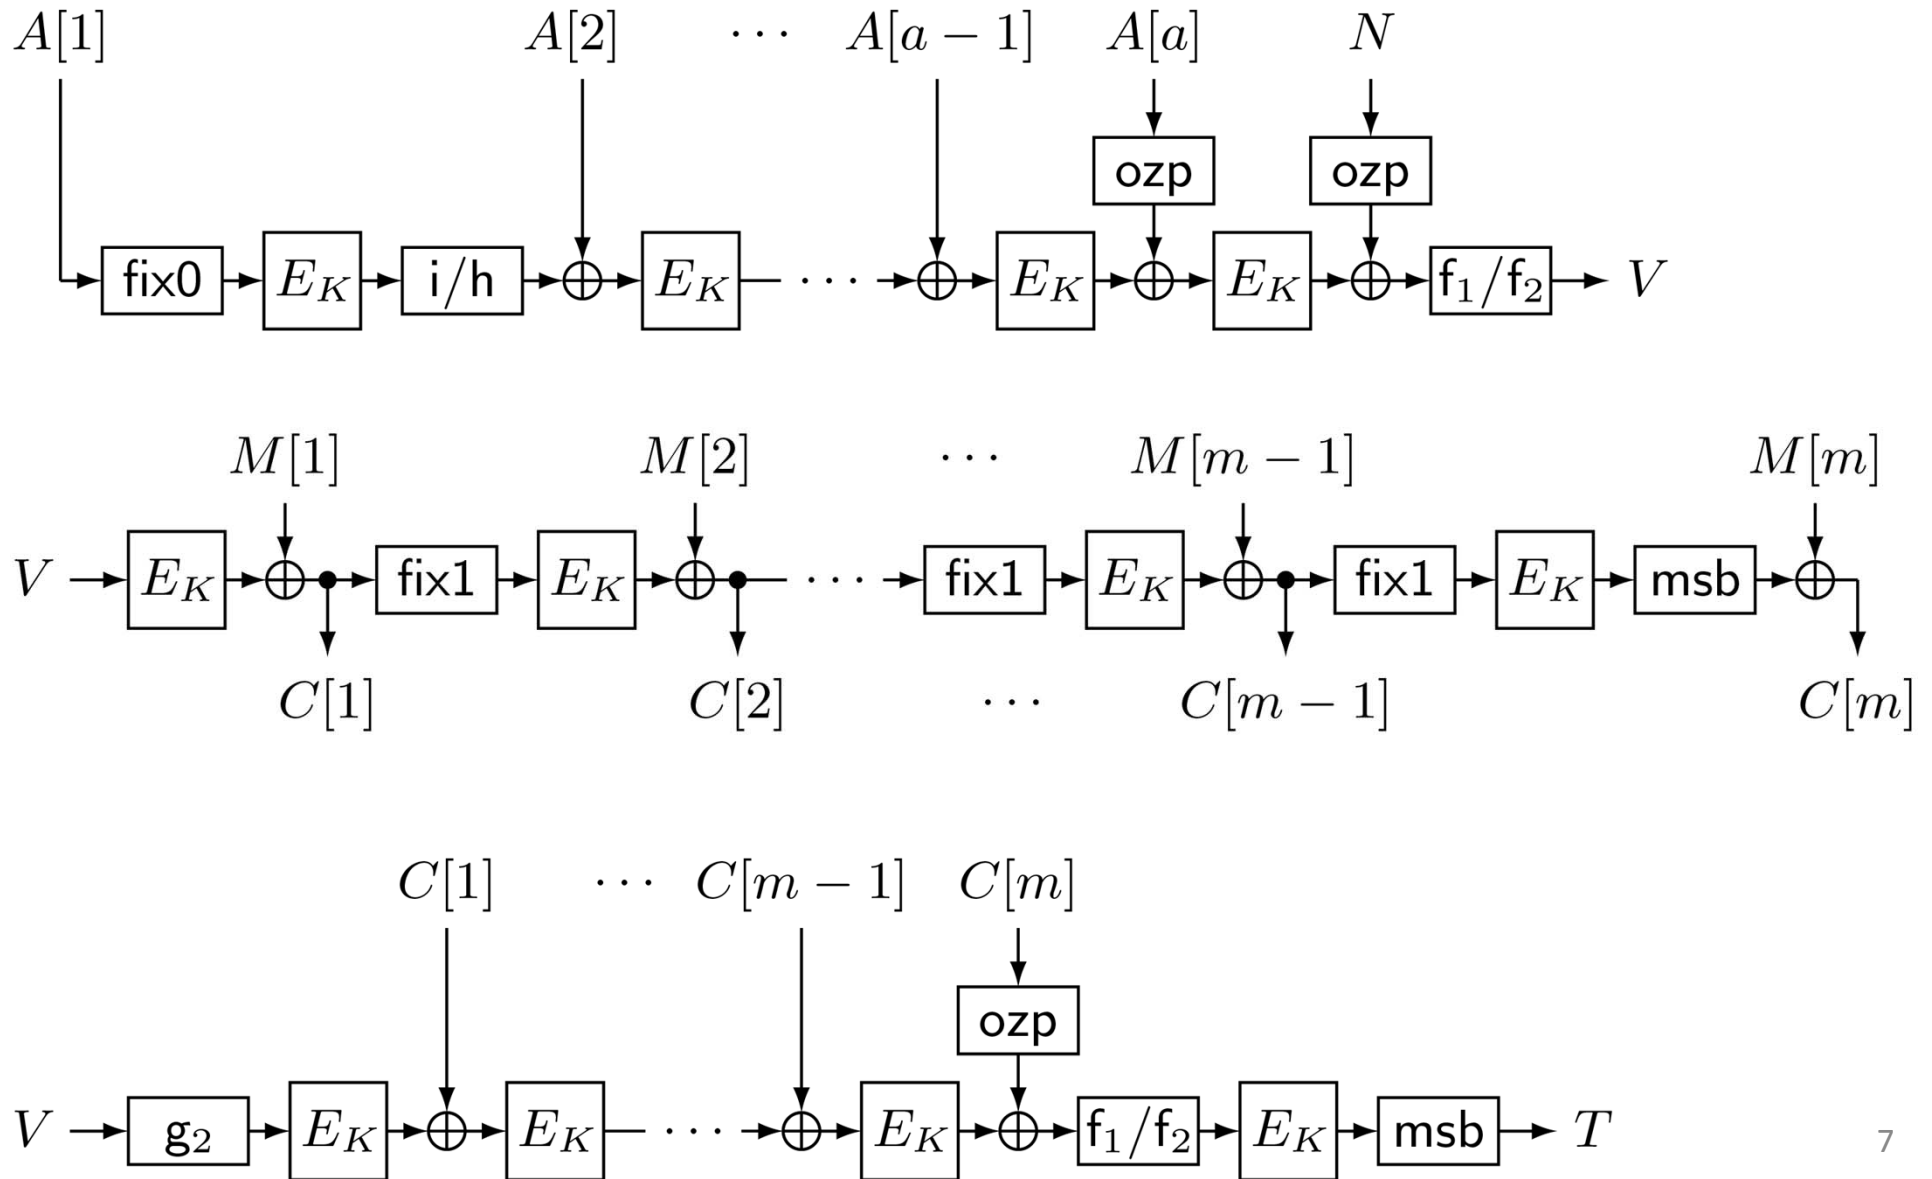 A[1] A[2] ⋯ A[a − 1] A[a] N
ozp ozp
fix0 E_K i/h ⊕ E_K ⋯ ⊕ E_K ⊕ E_K ⊕ f₁/f₂ V
M[1] M[2] ⋯ M[m − 1] M[m]
V E_K ⊕ fix1 E_K ⊕ ⋯ fix1 E_K ⊕ fix1 E_K msb ⊕
C[1] C[2] ⋯ C[m − 1] C[m]
C[1] ⋯ C[m − 1] C[m]
ozp
V g₂ E_K ⊕ E_K ⋯ ⊕ E_K ⊕ f₁/f₂ E_K msb T
7